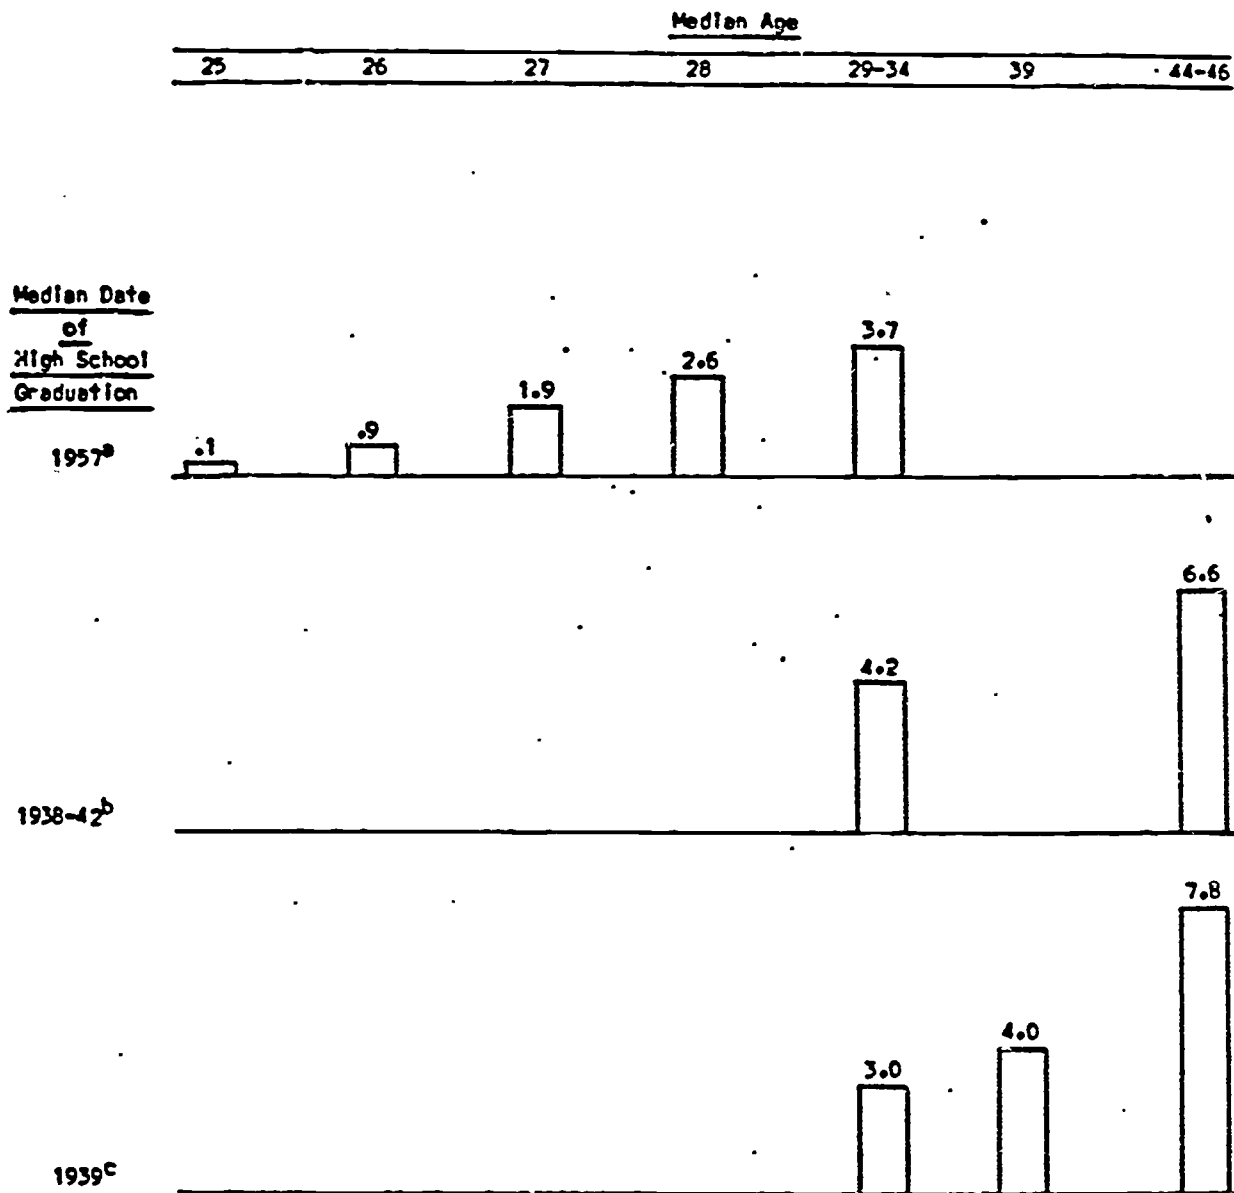 Median Age
25 26 27 28 29-34 39 44-46
Median Date
of
High School
Graduation
3.7
2.6
1.9
.9
.1
1957a
6.6
4.2
1938-42b
7.8
4.0
3.0
1939c